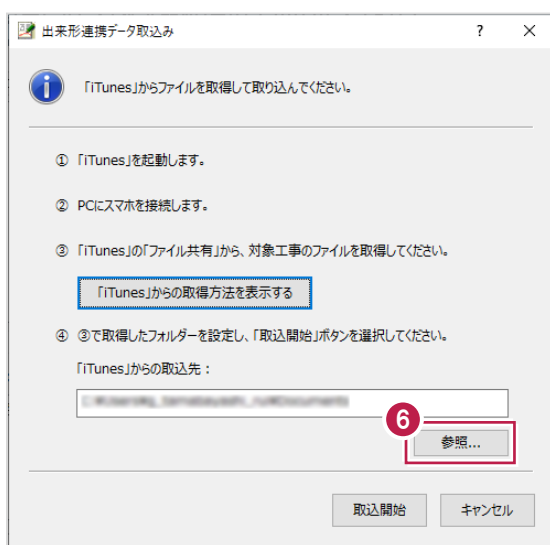 出来形連携データ取込み
「iTunes」からファイルを取得して取り込んでください。
① 「iTunes」を起動します。
② PCにスマホを接続します。
③ 「iTunes」の「ファイル共有」から、対象工事のファイルを取得してください。
「iTunes」からの取得方法を表示する
④ ③で取得したフォルダーを設定し、「取込開始」ボタンを選択してください。
「iTunes」からの取込先：
6
参照...
取込開始 キャンセル